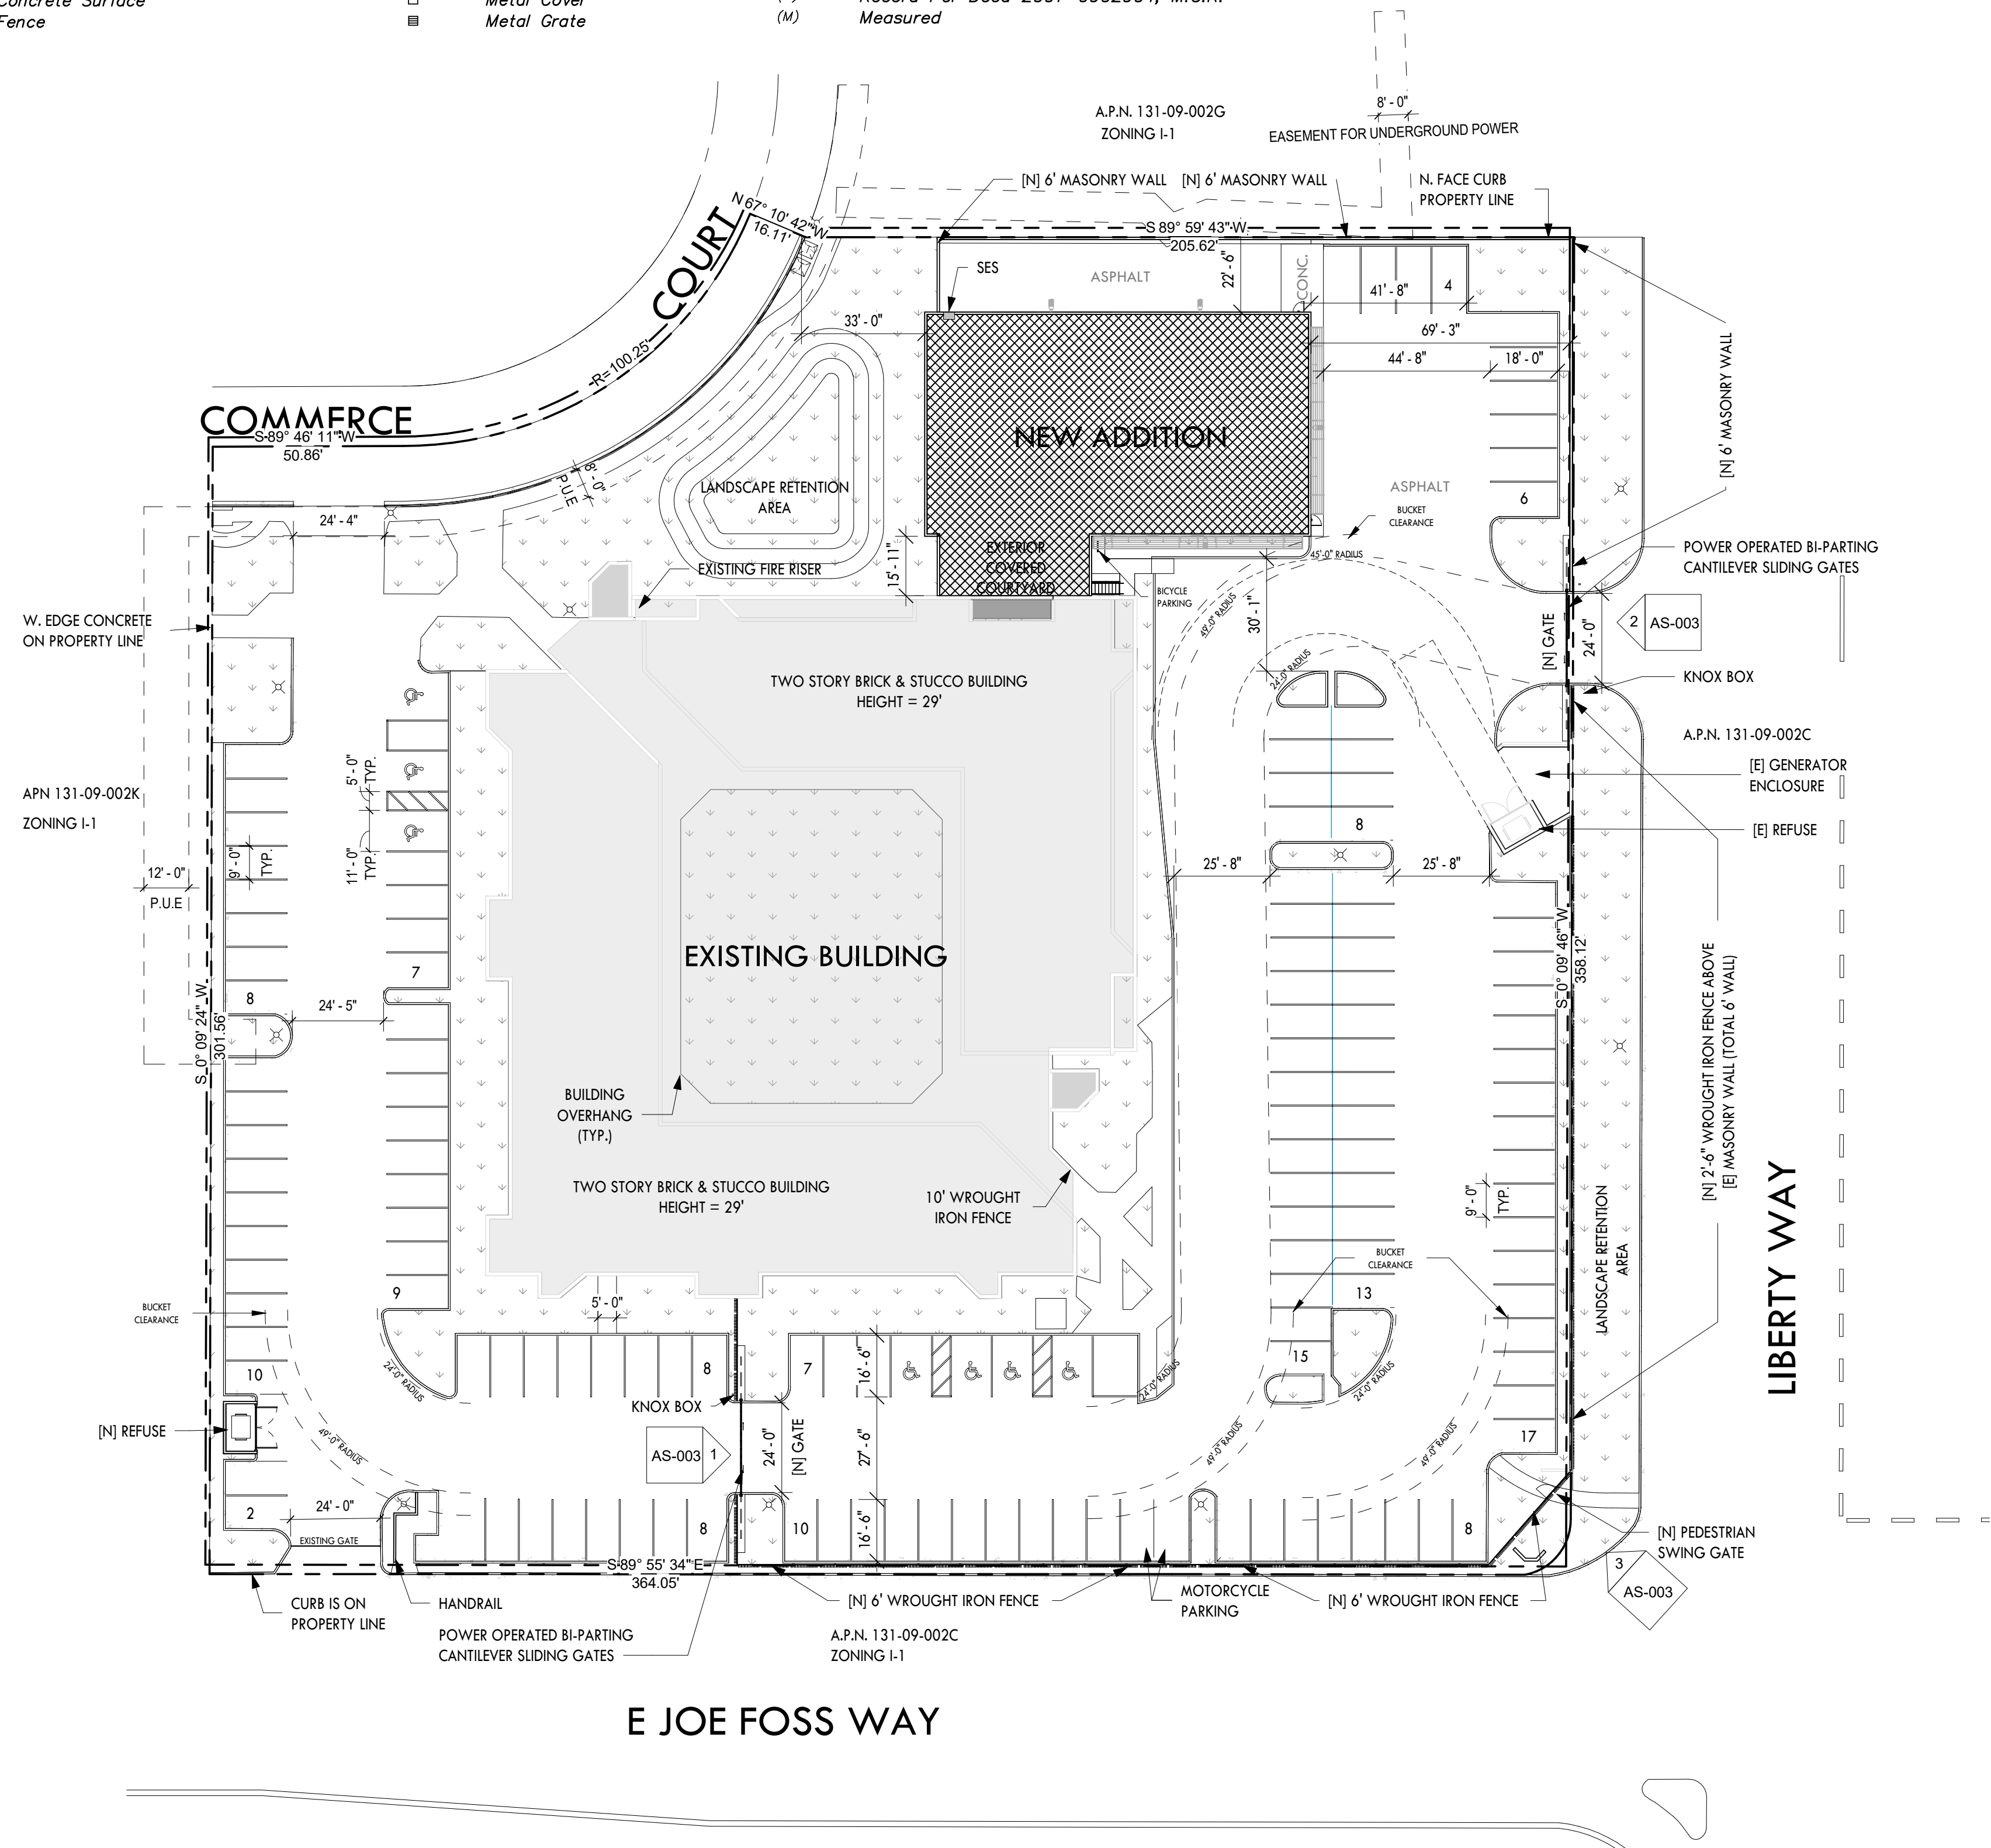 Concrete Surface
Fence
Metal Cover
Metal Grate
(M)
Measured
8' - 0"
A.P.N. 131-09-002G
ZONING I-1
EASEMENT FOR UNDERGROUND POWER
[N] 6' MASONRY WALL
[N] 6' MASONRY WALL
N. FACE CURB
PROPERTY LINE
N 67° 10' 42" W
16.11'
S 89° 59' 43" W
205.62'
COMMERCE
COURT
S 89° 46' 11" W
50.86'
R=100.25'
SES
ASPHALT
22' - 6"
CONC.
4
41' - 8"
69' - 3"
44' - 8"
18' - 0"
33' - 0"
[N] 6' MASONRY WALL
NEW ADDITION
8'-0"
P.U.E
LANDSCAPE RETENTION
AREA
ASPHALT
6
BUCKET
CLEARANCE
24' - 4"
15' - 11"
EXTERIOR
COVERED
COURTYARD
EXISTING FIRE RISER
45'-0" RADIUS
POWER OPERATED BI-PARTING
CANTILEVER SLIDING GATES
BICYCLE
PARKING
49'-0" RADIUS
30' - 1"
[N] GATE
24' - 0"
2
AS-003
W. EDGE CONCRETE
ON PROPERTY LINE
24'-0" RADIUS
KNOX BOX
TWO STORY BRICK & STUCCO BUILDING
HEIGHT = 29'
A.P.N. 131-09-002C
[E] GENERATOR
ENCLOSURE
5' - 0"
TYP.
APN 131-09-002K
ZONING I-1
11' - 0"
TYP.
9' - 0"
TYP.
8
[E] REFUSE
12' - 0"
P.U.E
25' - 8"
25' - 8"
EXISTING BUILDING
7
8
24' - 5"
S 0° 09' 24" W
301.56'
S 0° 09' 46" W
358.12'
[N] 2'-6" WROUGHT IRON FENCE ABOVE
[E] MASONRY WALL (TOTAL 6' WALL)
BUILDING
OVERHANG
(TYP.)
TWO STORY BRICK & STUCCO BUILDING
HEIGHT = 29'
10' WROUGHT
IRON FENCE
9' - 0"
TYP.
LANDSCAPE RETENTION
AREA
LIBERTY WAY
BUCKET
CLEARANCE
9
BUCKET
CLEARANCE
5' - 0"
13
15
10
24'-0" RADIUS
8
7
16' - 6"
24'-0" RADIUS
24'-0" RADIUS
KNOX BOX
[N] REFUSE
49'-0" RADIUS
AS-003
1
24' - 0"
[N] GATE
27' - 6"
49'-0" RADIUS
49'-0" RADIUS
17
2
24' - 0"
EXISTING GATE
8
10
16' - 6"
8
S 89° 55' 34" E
364.05'
[N] PEDESTRIAN
SWING GATE
3
AS-003
CURB IS ON
PROPERTY LINE
HANDRAIL
[N] 6' WROUGHT IRON FENCE
MOTORCYCLE
PARKING
[N] 6' WROUGHT IRON FENCE
POWER OPERATED BI-PARTING
CANTILEVER SLIDING GATES
A.P.N. 131-09-002C
ZONING I-1
E JOE FOSS WAY